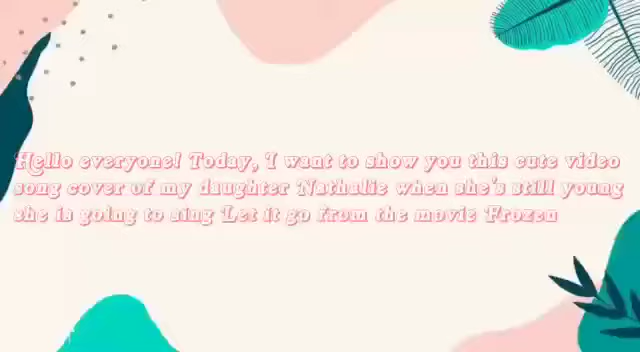 Hello everyone! Today, I want to show you this cute video
song cover of my daughter Nathalie when she's still young
she is going to sing Let it go from the movie Frozen